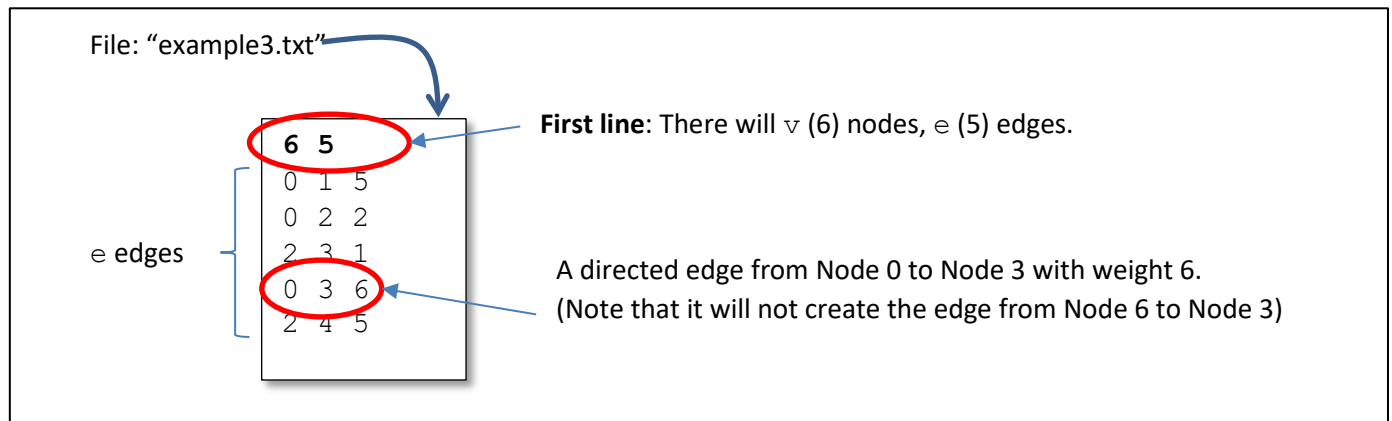 File: “example3.txt”
First line: There will v (6) nodes, e (5) edges.
6 5
0 1 5
0 2 2
e edges
2 3 1
0 3 6
2 4 5
A directed edge from Node 0 to Node 3 with weight 6.
(Note that it will not create the edge from Node 6 to Node 3)